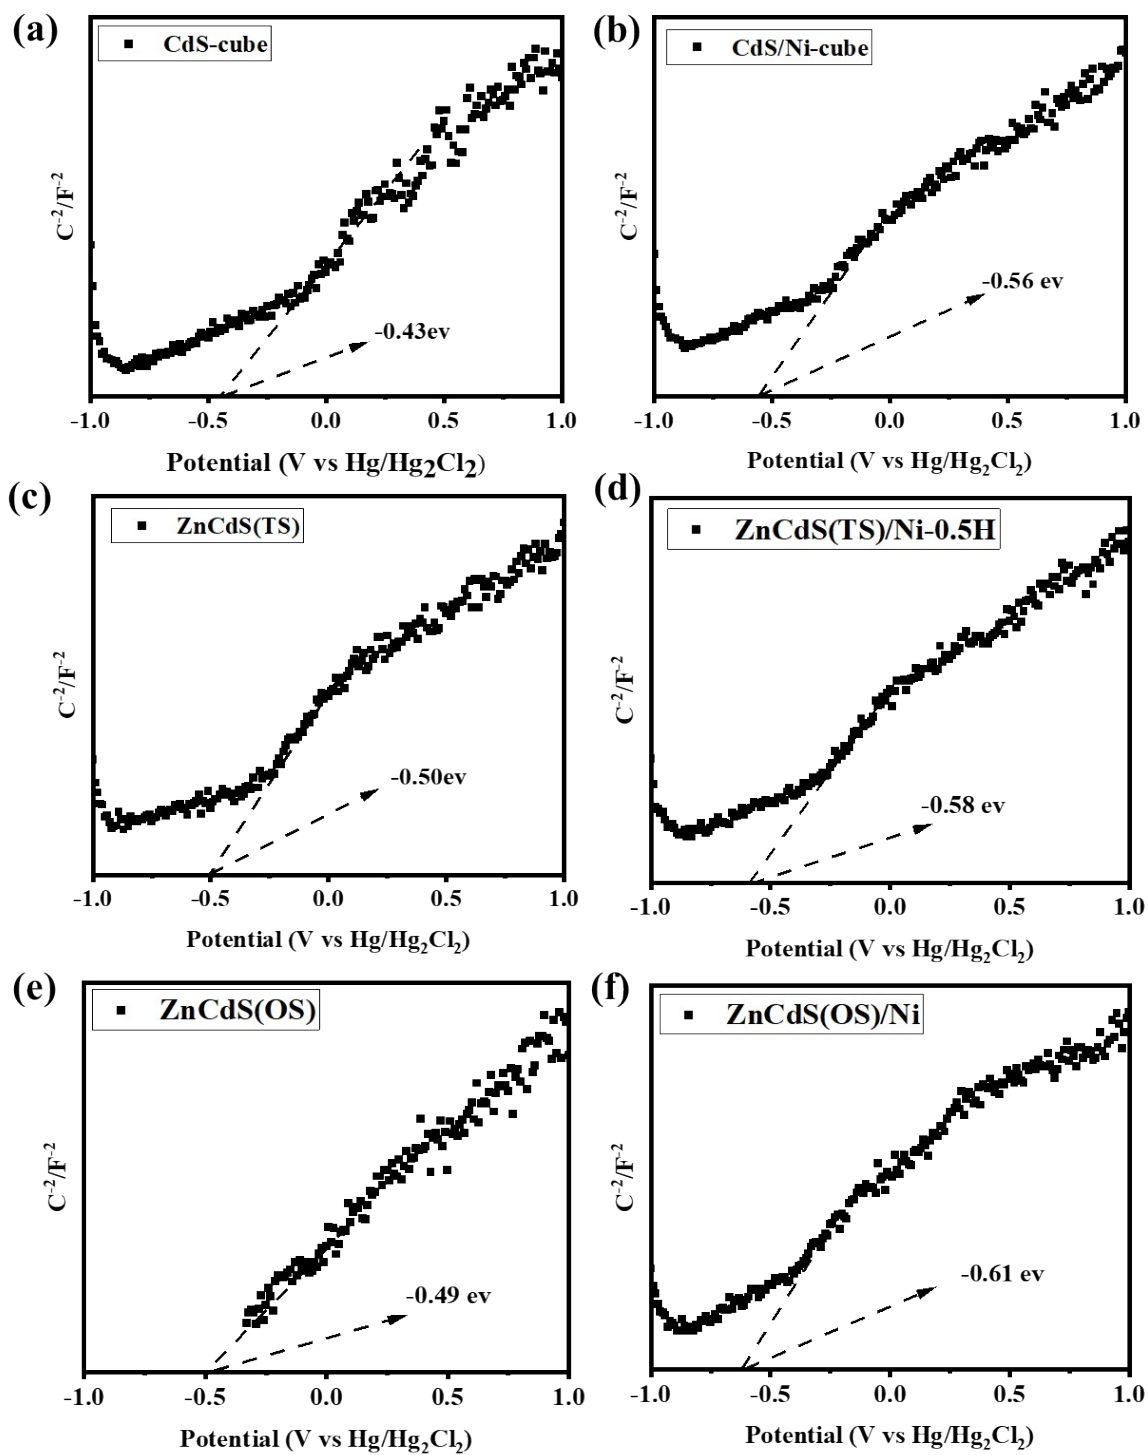 (a)
CdS-cube
C⁻²/F⁻²
-0.43ev
-1.0 -0.5 0.0 0.5 1.0
Potential (V vs Hg/Hg₂Cl₂)
(b)
CdS/Ni-cube
C⁻²/F⁻²
-0.56 ev
-1.0 -0.5 0.0 0.5 1.0
Potential (V vs Hg/Hg₂Cl₂)
(c)
ZnCdS(TS)
C⁻²/F⁻²
-0.50ev
-1.0 -0.5 0.0 0.5 1.0
Potential (V vs Hg/Hg₂Cl₂)
(d)
ZnCdS(TS)/Ni-0.5H
C⁻²/F⁻²
-0.58 ev
-1.0 -0.5 0.0 0.5 1.0
Potential (V vs Hg/Hg₂Cl₂)
(e)
ZnCdS(OS)
C⁻²/F⁻²
-0.49 ev
-1.0 -0.5 0.0 0.5 1.0
Potential (V vs Hg/Hg₂Cl₂)
(f)
ZnCdS(OS)/Ni
C⁻²/F⁻²
-0.61 ev
-1.0 -0.5 0.0 0.5 1.0
Potential (V vs Hg/Hg₂Cl₂)